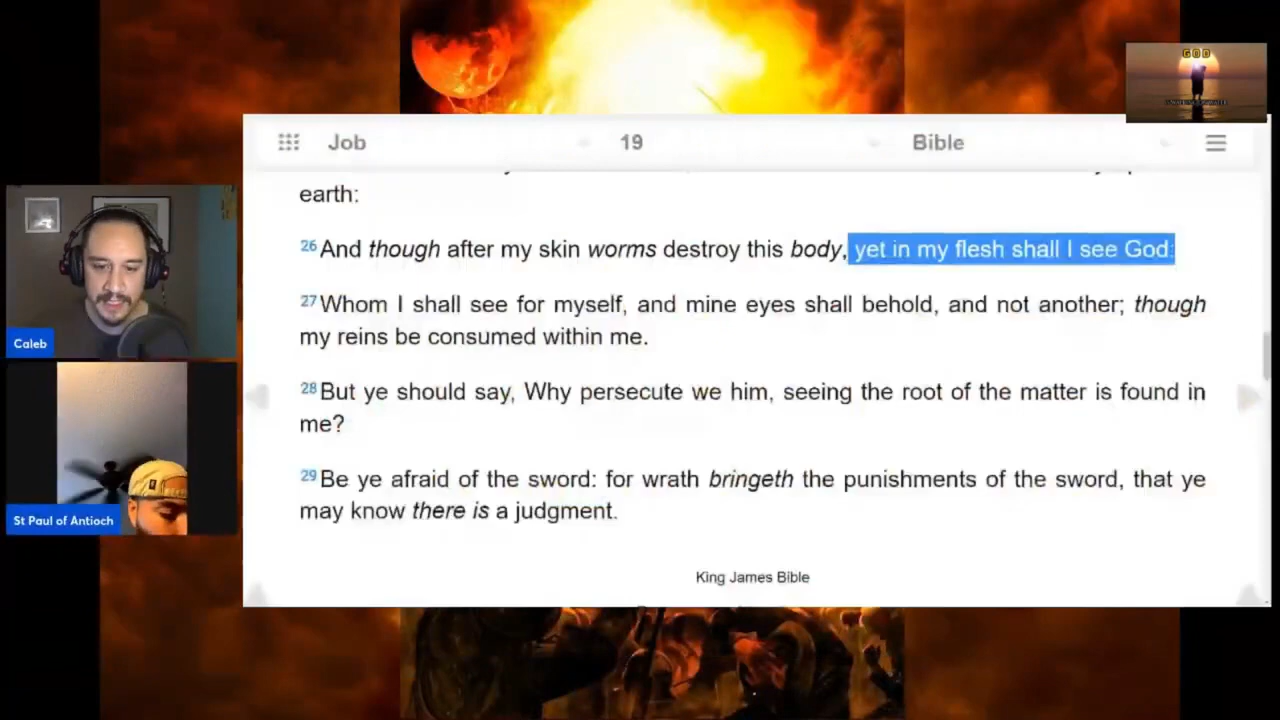 GOD
Job 19 Bible
earth:
26 And though after my skin worms destroy this body, yet in my flesh shall I see God:
27 Whom I shall see for myself, and mine eyes shall behold, and not another; though
my reins be consumed within me.
28 But ye should say, Why persecute we him, seeing the root of the matter is found in
me?
29 Be ye afraid of the sword: for wrath bringeth the punishments of the sword, that ye
may know there is a judgment.
King James Bible
Caleb
St Paul of Antioch